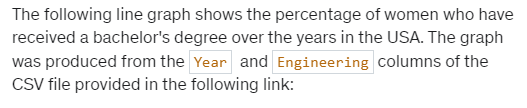 The following line graph shows the percentage of women who have
received a bachelor's degree over the years in the USA. The graph
was produced from the Year and Engineering columns of the
CSV file provided in the following link: